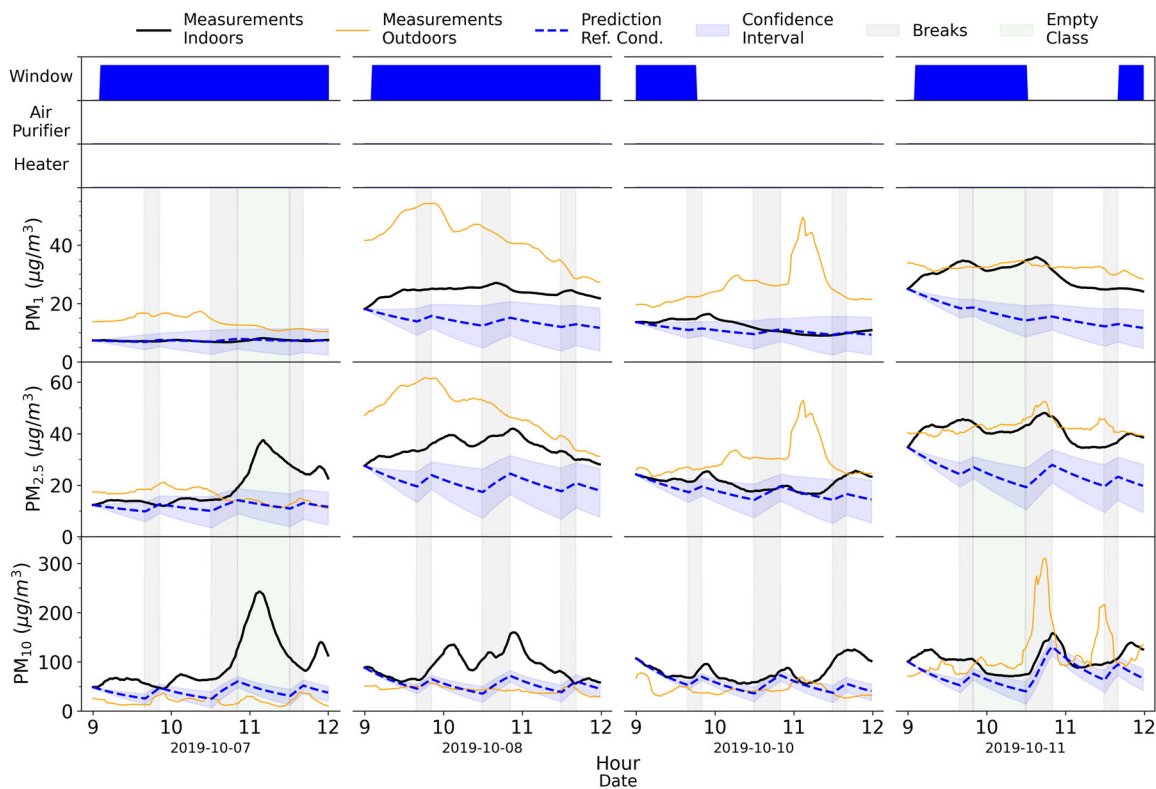 Measurements
Indoors
Measurements
Outdoors
Prediction
Ref. Cond.
Confidence
Interval
Breaks
Empty
Class
Window
Air
Purifier
Heater
PM1 (μg/m³)
40
20
0
PM2.5 (μg/m³)
60
40
20
0
PM10 (μg/m³)
300
200
100
0
9 10 11 12 9 10 11 12 9 10 11 12 9 10 11 12
2019-10-07 2019-10-08 2019-10-10 2019-10-11
Hour
Date